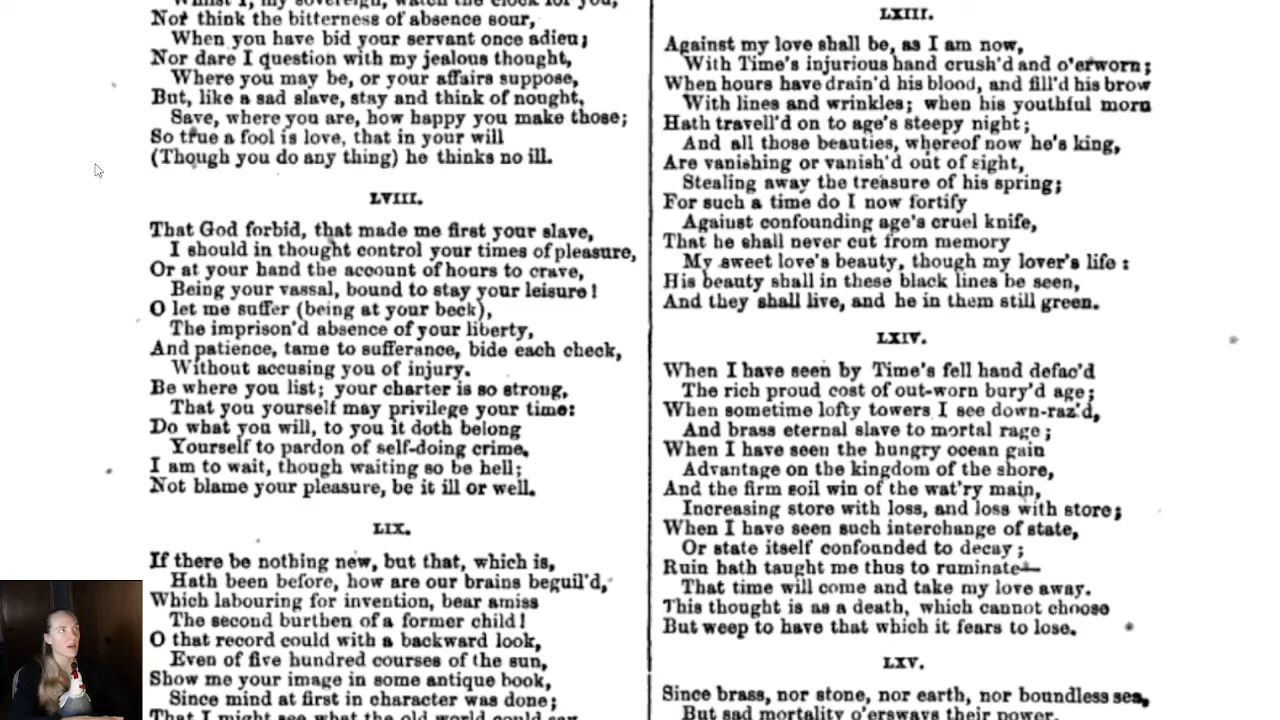 Whilst I, my sovereign, watch the clock for you,
Nor think the bitterness of absence sour,
When you have bid your servant once adieu;
Nor dare I question with my jealous thought,
Where you may be, or your affairs suppose,
But, like a sad slave, stay and think of nought,
Save, where you are, how happy you make those;
So true a fool is love, that in your will
(Though you do any thing) he thinks no ill.
LVIII.
That God forbid, that made me first your slave,
I should in thought control your times of pleasure,
Or at your hand the account of hours to crave,
Being your vassal, bound to stay your leisure!
O let me suffer (being at your beck),
The imprison'd absence of your liberty,
And patience, tame to sufferance, bide each check,
Without accusing you of injury.
Be where you list; your charter is so strong,
That you yourself may privilege your time:
Do what you will, to you it doth belong
Yourself to pardon of self-doing crime.
I am to wait, though waiting so be hell;
Not blame your pleasure, be it ill or well.
LIX.
If there be nothing new, but that, which is,
Hath been before, how are our brains beguil'd,
Which labouring for invention, bear amiss
The second burthen of a former child!
O that record could with a backward look,
Even of five hundred courses of the sun,
Show me your image in some antique book,
Since mind at first in character was done;
That I might see what the old world could say
LXIII.
Against my love shall be, as I am now,
With Time's injurious hand crush'd and o'erworn;
When hours have drain'd his blood, and fill'd his brow
With lines and wrinkles; when his youthful morn
Hath travell'd on to age's steepy night;
And all those beauties, whereof now he's king,
Are vanishing or vanish'd out of sight,
Stealing away the treasure of his spring;
For such a time do I now fortify
Against confounding age's cruel knife,
That he shall never cut from memory
My sweet love's beauty, though my lover's life:
His beauty shall in these black lines be seen,
And they shall live, and he in them still green.
LXIV.
When I have seen by Time's fell hand defac'd
The rich proud cost of out-worn bury'd age;
When sometime lofty towers I see down-raz'd,
And brass eternal slave to mortal rage;
When I have seen the hungry ocean gain
Advantage on the kingdom of the shore,
And the firm soil win of the wat'ry main,
Increasing store with loss, and loss with store;
When I have seen such interchange of state,
Or state itself confounded to decay;
Ruin hath taught me thus to ruminate—
That time will come and take my love away.
This thought is as a death, which cannot choose
But weep to have that which it fears to lose.
LXV.
Since brass, nor stone, nor earth, nor boundless sea,
But sad mortality o'ersways their power,